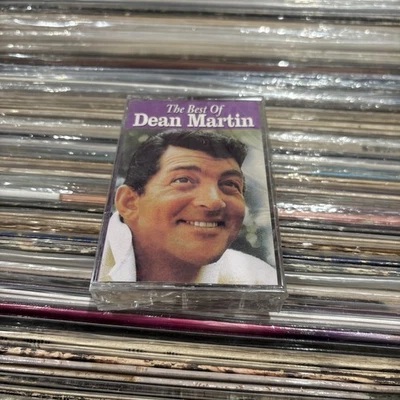 The Best Of
Dean Martin